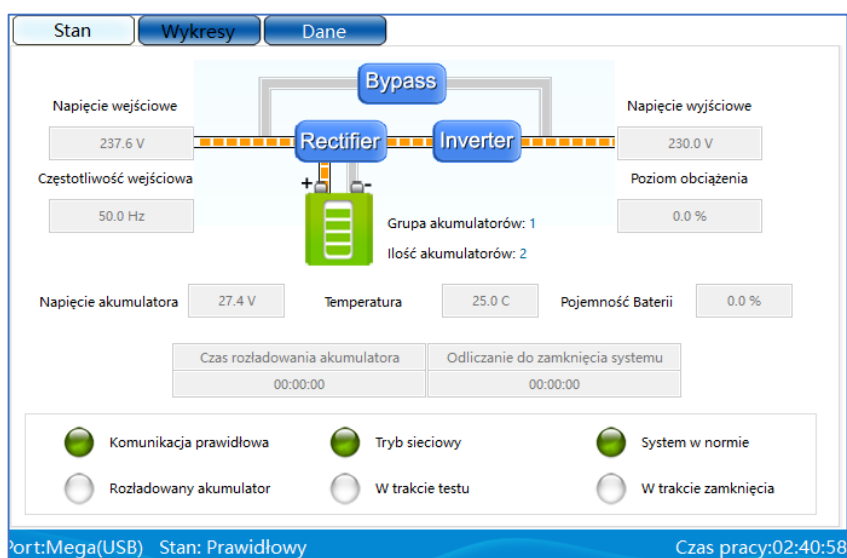 Stan Wykresy Dane
Bypass
Napięcie wejściowe Napięcie wyjściowe
237.6 V Rectifier Inverter 230.0 V
Częstotliwość wejściowa + - Poziom obciążenia
50.0 Hz 0.0 %
Grupa akumulatorów: 1
Ilość akumulatorów: 2
Napięcie akumulatora 27.4 V Temperatura 25.0 C Pojemność Baterii 0.0 %
Czas rozładowania akumulatora Odliczanie do zamknięcia systemu
00:00:00 00:00:00
Komunikacja prawidłowa Tryb sieciowy System w normie
Rozładowany akumulator W trakcie testu W trakcie zamknięcia
Port:Mega(USB) Stan: Prawidłowy Czas pracy:02:40:58